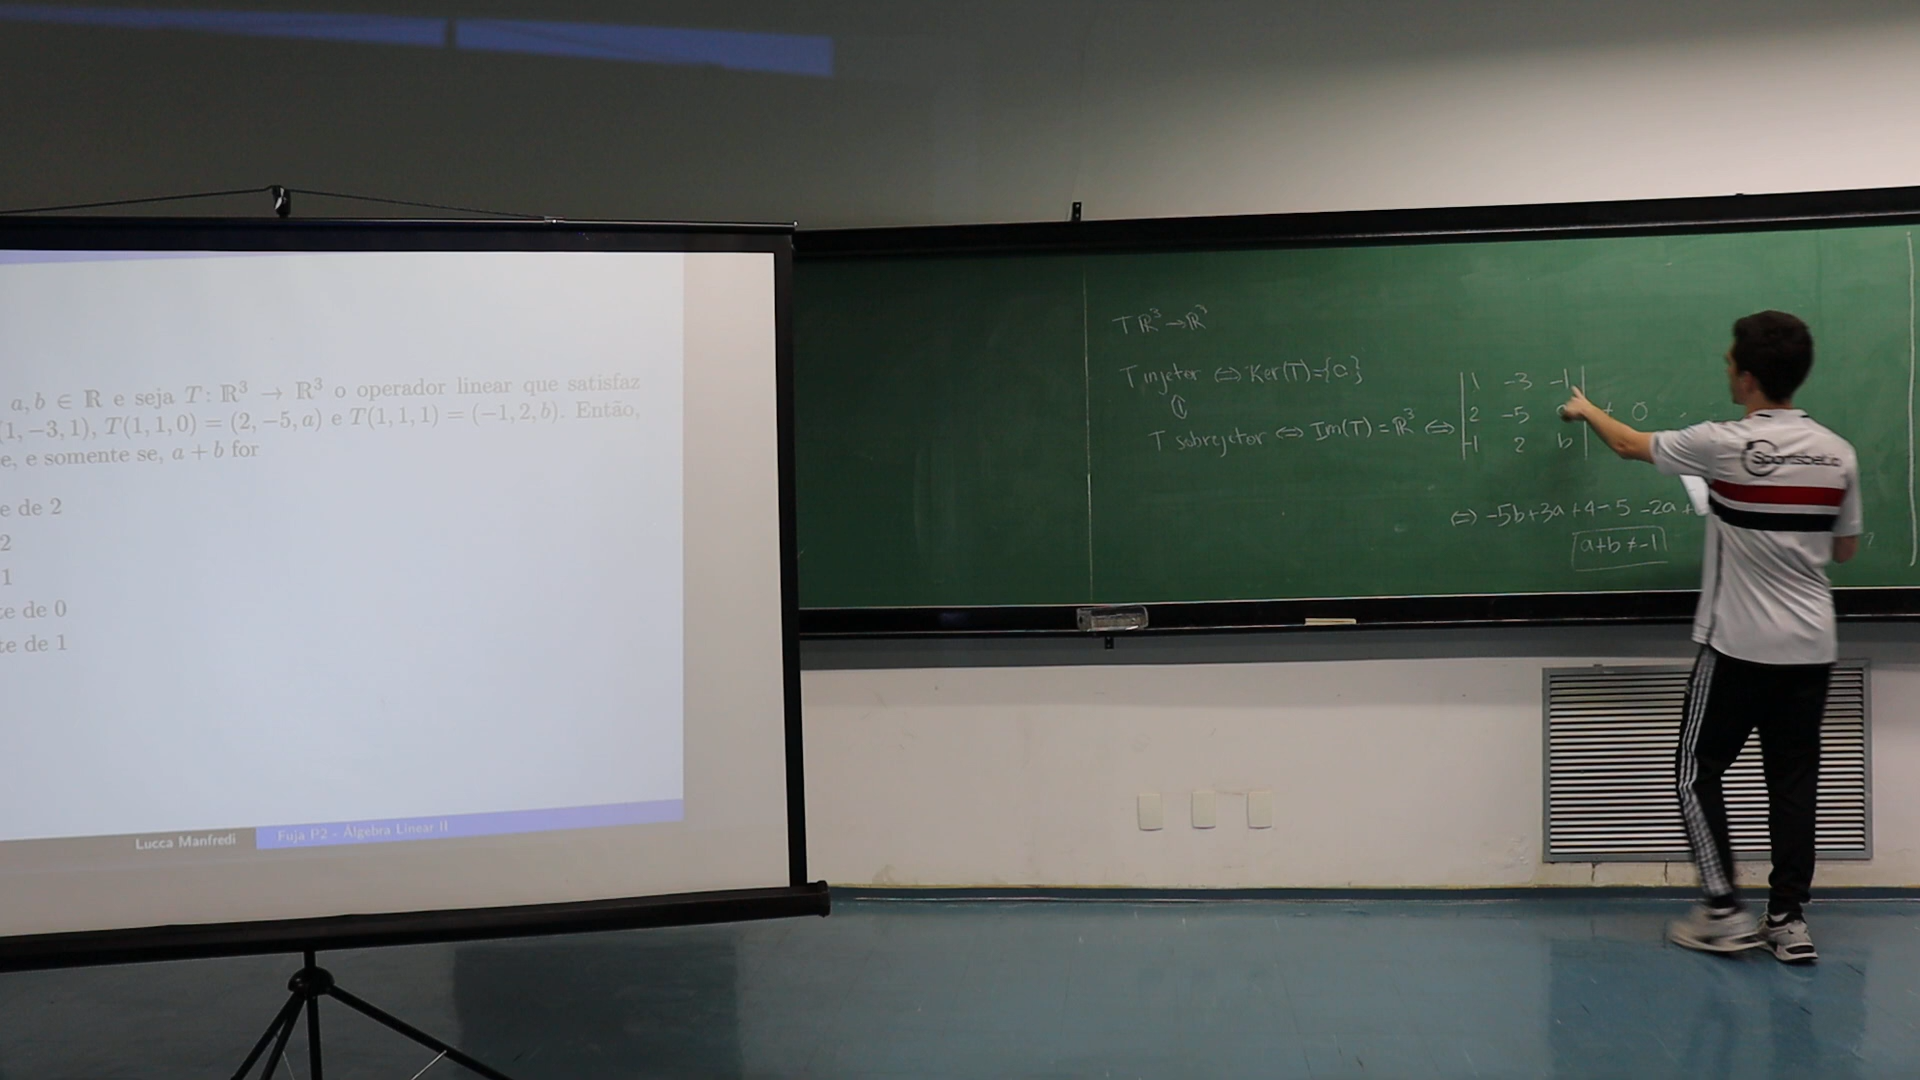 a, b ∈ ℝ e seja T: ℝ³ → ℝ³ o operador linear que satisfaz
(1, −3, 1), T(1, 1, 0) = (2, −5, a) e T(1, 1, 1) = (−1, 2, b). Então,
e, e somente se, a + b for
e de 2
2
1
te de 0
te de 1
Lucca Manfredi
Fuja P2 - Álgebra Linear II
T ℝ³ → ℝ³
T injetor ⇔ Ker(T) = {0}
⇕
T sobrejetor ⇔ Im(T) = ℝ³ ⇔
| 1 -3 -1 |
| 2 -5 0
| -1 2 b |
⇔ -5b+3a+4-5-2a+
a+b ≠ -1
Sportsbet.io